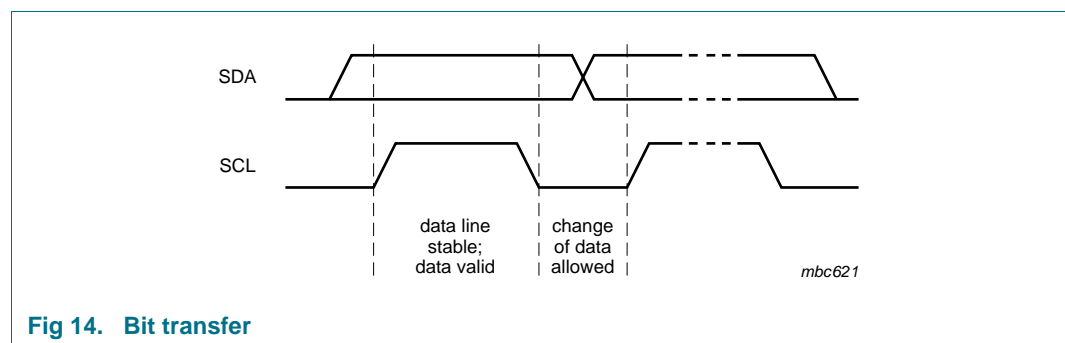 SDA
SCL
data line
stable;
data valid
change
of data
allowed
mbc621
Fig 14. Bit transfer